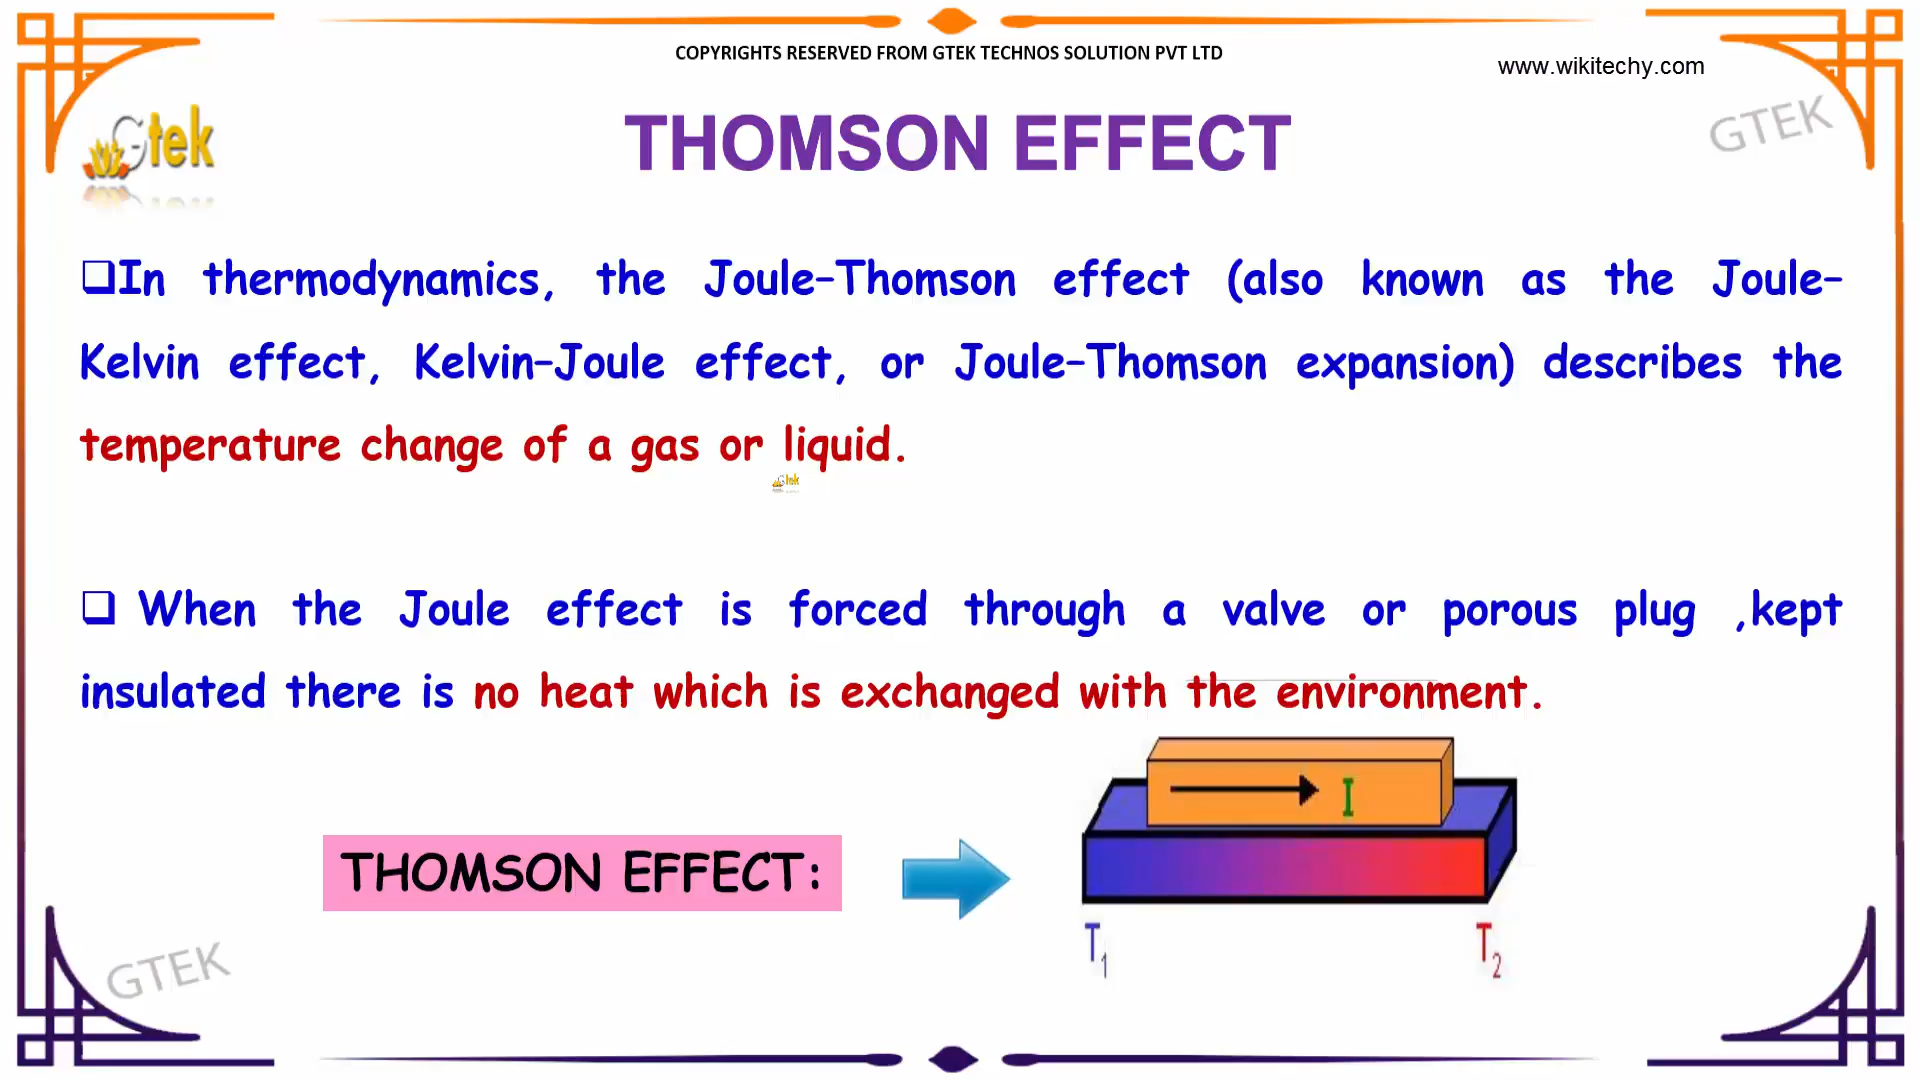 COPYRIGHTS RESERVED FROM GTEK TECHNOS SOLUTION PVT LTD
www.wikitechy.com
Gtek
THOMSON EFFECT
GTEK
In thermodynamics, the Joule–Thomson effect (also known as the Joule–
Kelvin effect, Kelvin–Joule effect, or Joule–Thomson expansion) describes the
temperature change of a gas or liquid.
Gtek
When the Joule effect is forced through a valve or porous plug ,kept
insulated there is no heat which is exchanged with the environment.
I
THOMSON EFFECT:
T1 T2
GTEK